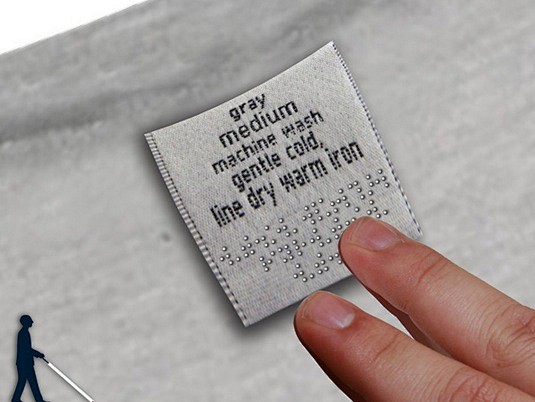 gray
medium
machine wash
gentle cold,
line dry warm iron